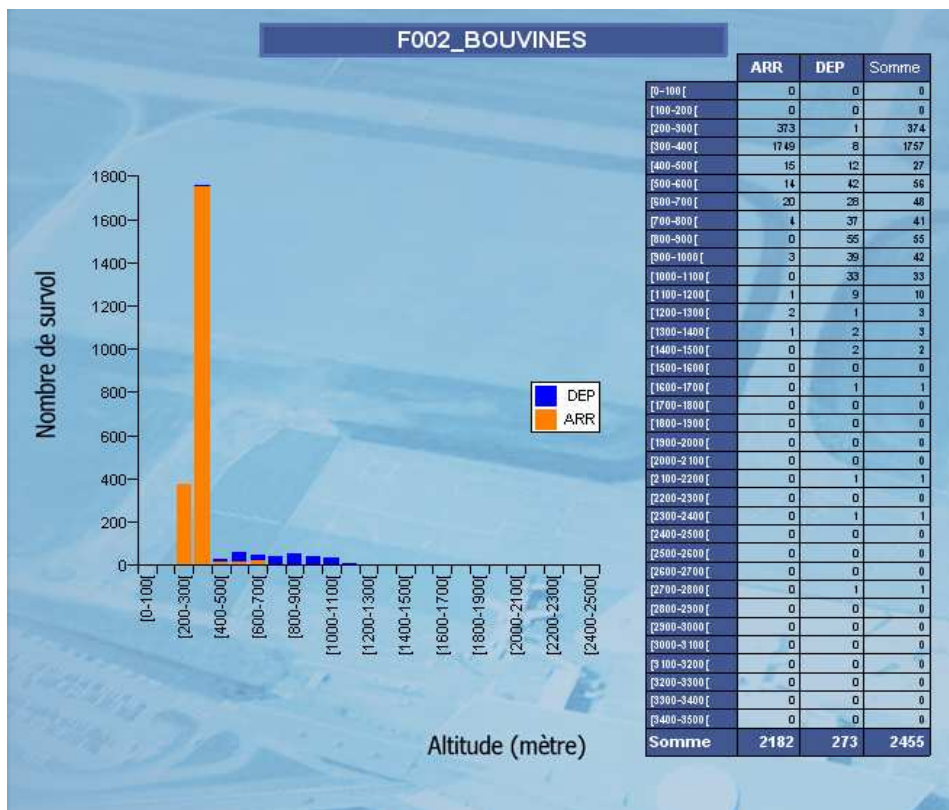 F002_BOUVINES
ARR DEP Somme
[0-100[ 0 0 0
[100-200[ 0 0 0
[200-300[ 373 1 374
[300-400[ 1749 8 1757
[400-500[ 15 12 27
[500-600[ 14 42 56
[600-700[ 20 28 48
[700-800[ 4 37 41
[800-900[ 0 55 55
[900-1000[ 3 39 42
[1000-1100[ 0 33 33
[1100-1200[ 1 9 10
[1200-1300[ 2 1 3
[1300-1400[ 1 2 3
[1400-1500[ 0 2 2
[1500-1600[ 0 0 0
[1600-1700[ 0 1 1
[1700-1800[ 0 0 0
[1800-1900[ 0 0 0
[1900-2000[ 0 0 0
[2000-2100[ 0 0 0
[2100-2200[ 0 1 1
[2200-2300[ 0 0 0
[2300-2400[ 0 1 1
[2400-2500[ 0 0 0
[2500-2600[ 0 0 0
[2600-2700[ 0 0 0
[2700-2800[ 0 1 1
[2800-2900[ 0 0 0
[2900-3000[ 0 0 0
[3000-3100[ 0 0 0
[3100-3200[ 0 0 0
[3200-3300[ 0 0 0
[3300-3400[ 0 0 0
[3400-3500[ 0 0 0
Somme 2182 273 2455
Nombre de survol
1800
1600
1400
1200
1000
800
600
400
200
0
DEP
ARR
[0-100[
[200-300[
[400-500[
[600-700[
[800-900[
[1000-1100[
[1200-1300[
[1400-1500[
[1600-1700[
[1800-1900[
[2000-2100[
[2200-2300[
[2400-2500[
Altitude (mètre)